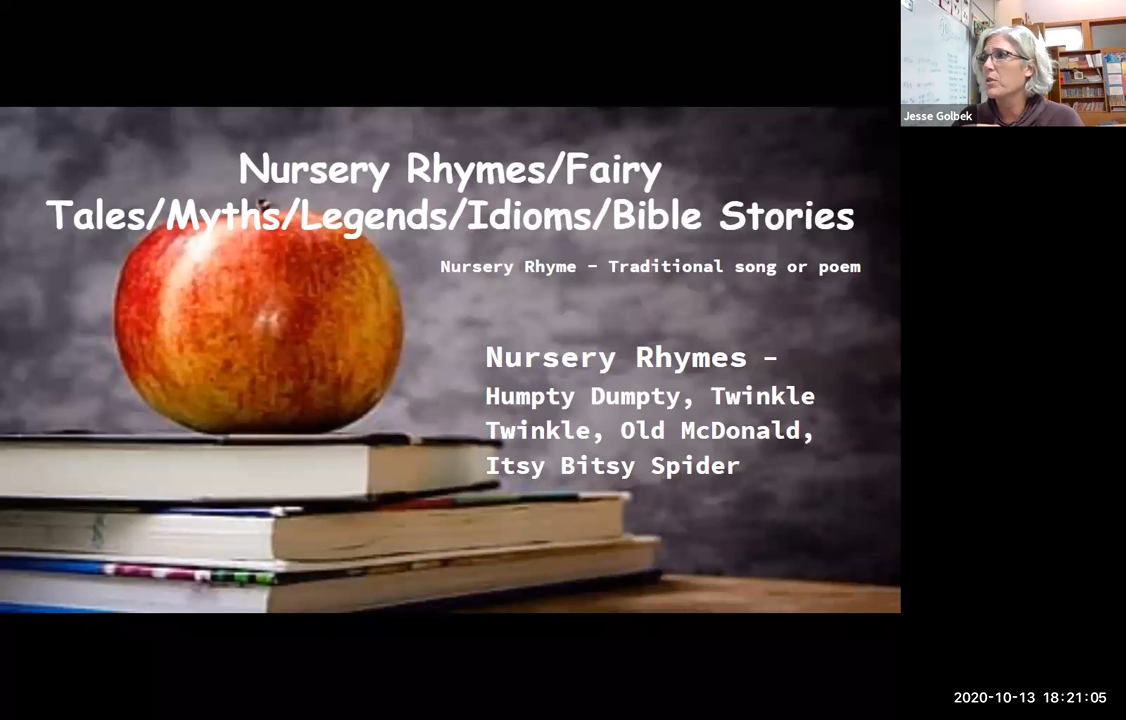 Nursery Rhymes/Fairy
Tales/Myths/Legends/Idioms/Bible Stories
Nursery Rhyme - Traditional song or poem
Nursery Rhymes –
Humpty Dumpty, Twinkle
Twinkle, Old McDonald,
Itsy Bitsy Spider
Jesse Golbek
2020-10-13 18:21:05